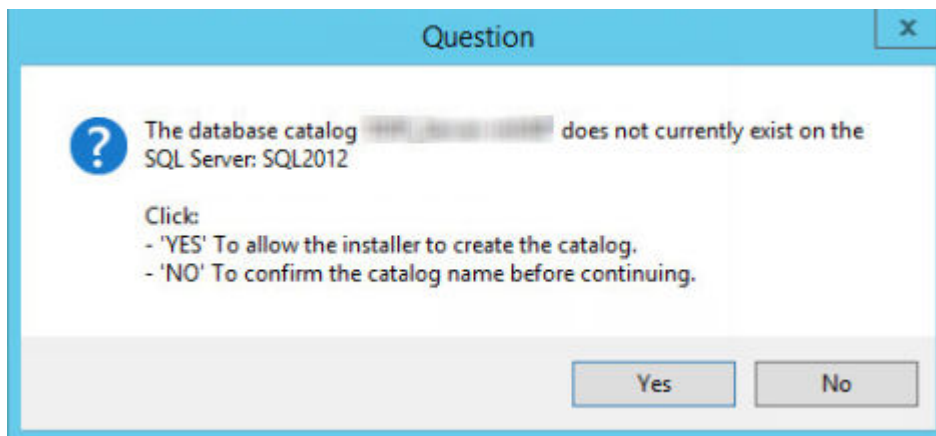 Question
x
?
The database catalog does not currently exist on the
SQL Server: SQL2012
Click:
- 'YES' To allow the installer to create the catalog.
- 'NO' To confirm the catalog name before continuing.
Yes
No